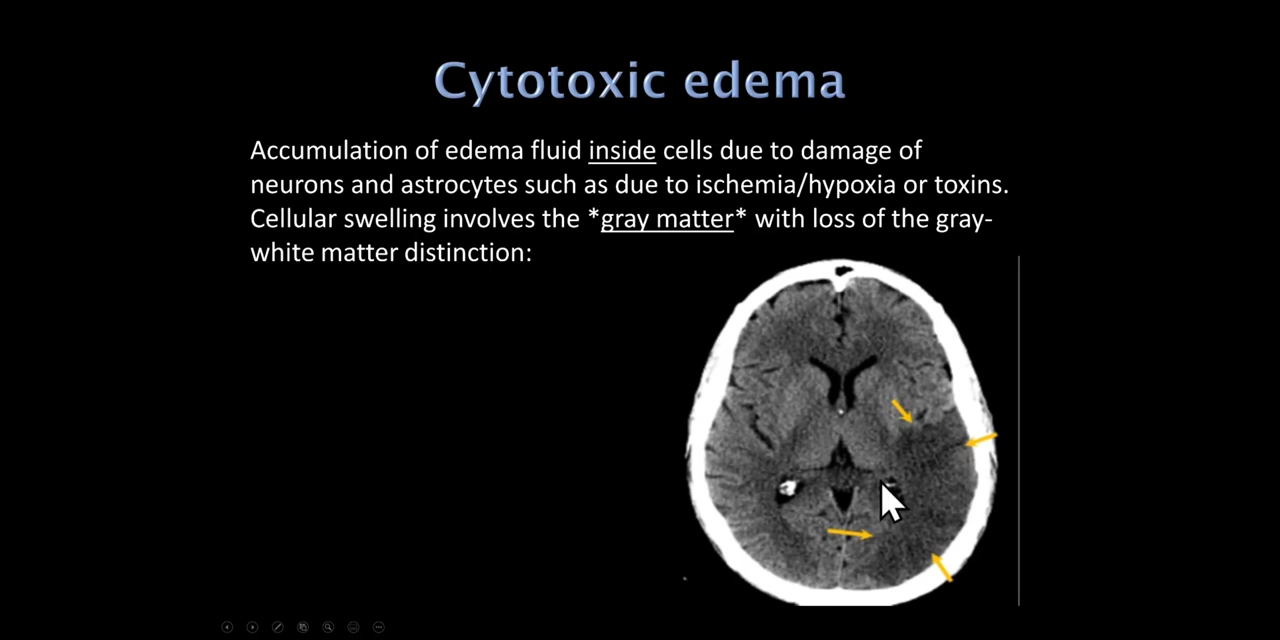 Cytotoxic edema
Accumulation of edema fluid inside cells due to damage of
neurons and astrocytes such as due to ischemia/hypoxia or toxins.
Cellular swelling involves the *gray matter* with loss of the gray-
white matter distinction: